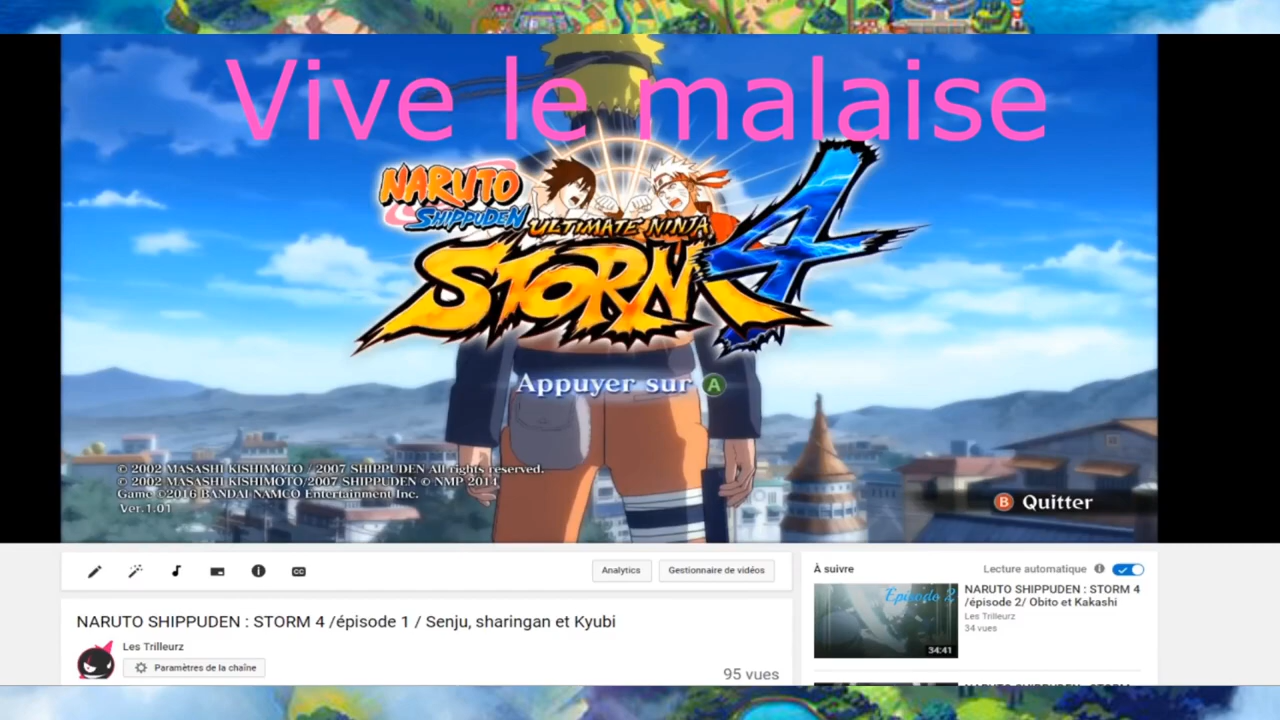 Vive le malaise
NARUTO
SHIPPUDEN
ULTIMATE NINJA
STORM 4
Appuyer sur A
© 2002 MASASHI KISHIMOTO / 2007 SHIPPUDEN All rights reserved.
© 2002 MASASHI KISHIMOTO/2007 SHIPPUDEN © NMP 2014
Game ©2016 BANDAI NAMCO Entertainment Inc.
Ver.1.01
B Quitter
CC
Analytics
Gestionnaire de vidéos
À suivre
Lecture automatique
NARUTO SHIPPUDEN : STORM 4 /épisode 1 / Senju, sharingan et Kyubi
Les Trilleurz
Paramètres de la chaîne
95 vues
Épisode 2
34:41
NARUTO SHIPPUDEN : STORM 4
/épisode 2/ Obito et Kakashi
Les Trilleurz
34 vues